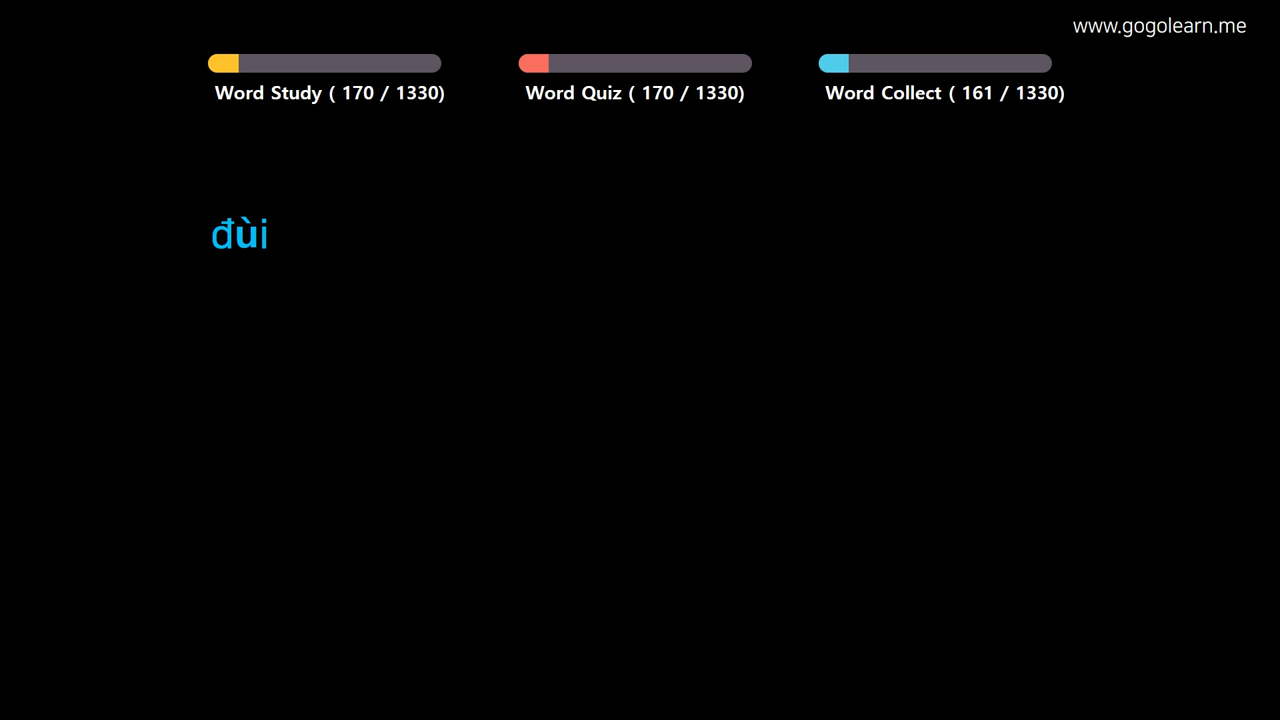 www.gogolearn.me
Word Study ( 170 / 1330)
Word Quiz ( 170 / 1330)
Word Collect ( 161 / 1330)
đùi